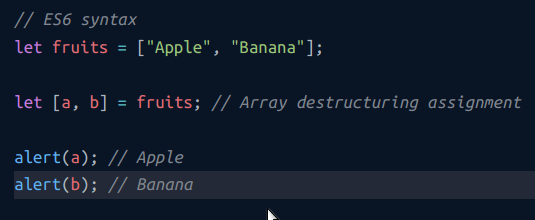 // ES6 syntax
let fruits = ["Apple", "Banana"];
let [a, b] = fruits; // Array destructuring assignment
alert(a); // Apple
alert(b); // Banana